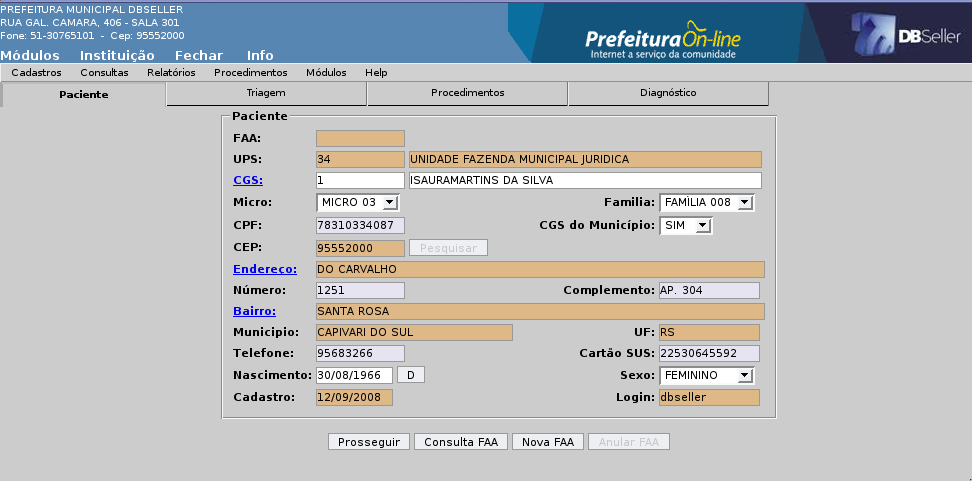 PREFEITURA MUNICIPAL DBSELLER
RUA GAL. CAMARA, 406 - SALA 301
Fone: 51-30765101 - Cep: 95552000
PrefeituraOn-line
Internet a serviço da comunidade
DBSeller
Módulos Instituição Fechar Info
Cadastros Consultas Relatórios Procedimentos Módulos Help
Paciente Triagem Procedimentos Diagnóstico
Paciente
FAA:
UPS: 34 UNIDADE FAZENDA MUNICIPAL JURIDICA
CGS: 1 ISAURAMARTINS DA SILVA
Micro: MICRO 03 Familia: FAMÍLIA 008
CPF: 78310334087 CGS do Município: SIM
CEP: 95552000 Pesquisar
Endereço: DO CARVALHO
Número: 1251 Complemento: AP. 304
Bairro: SANTA ROSA
Municipio: CAPIVARI DO SUL UF: RS
Telefone: 95683266 Cartão SUS: 22530645592
Nascimento: 30/08/1966 D Sexo: FEMININO
Cadastro: 12/09/2008 Login: dbseller
Prosseguir Consulta FAA Nova FAA Anular FAA